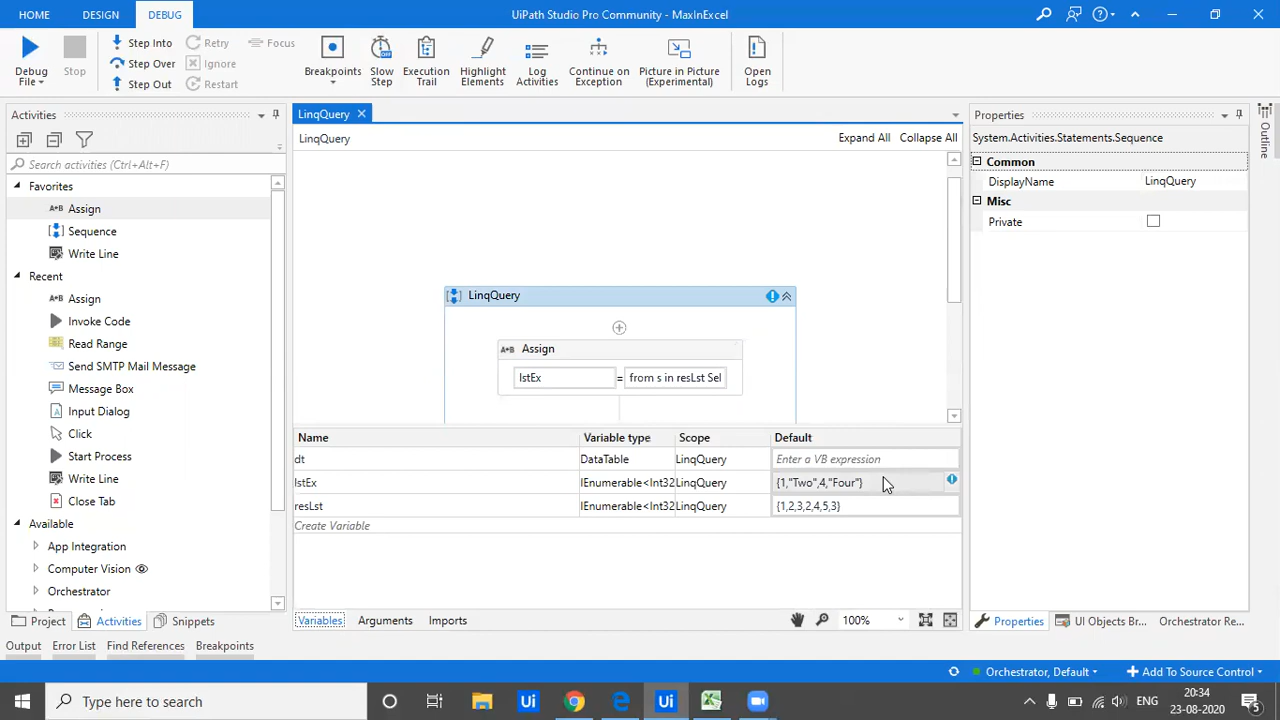 HOME DESIGN DEBUG UiPath Studio Pro Community - MaxInExcel
Debug File
Stop
Step Into
Step Over
Step Out
Retry
Ignore
Restart
Focus
Breakpoints
Slow Step
Execution Trail
Highlight Elements
Log Activities
Continue on Exception
Picture in Picture (Experimental)
Open Logs
Activities
Search activities (Ctrl+Alt+F)
Favorites
Assign
Sequence
Write Line
Recent
Assign
Invoke Code
Read Range
Send SMTP Mail Message
Message Box
Input Dialog
Click
Start Process
Write Line
Close Tab
Available
App Integration
Computer Vision
Orchestrator
Project Activities Snippets
LinqQuery
LinqQuery Expand All Collapse All
LinqQuery
A+B Assign
lstEx = from s in resLst Sel
Name Variable type Scope Default
dt DataTable LinqQuery Enter a VB expression
lstEx IEnumerable<Int32 LinqQuery {1,"Two",4,"Four"}
resLst IEnumerable<Int32 LinqQuery {1,2,3,2,4,5,3}
Create Variable
Variables Arguments Imports 100%
Properties
System.Activities.Statements.Sequence
Common
DisplayName LinqQuery
Misc
Private
Outline
Properties UI Objects Br... Orchestrator Re...
Output Error List Find References Breakpoints
Orchestrator, Default Add To Source Control
Type here to search
Ui
Ui
ENG
20:34
23-08-2020
5